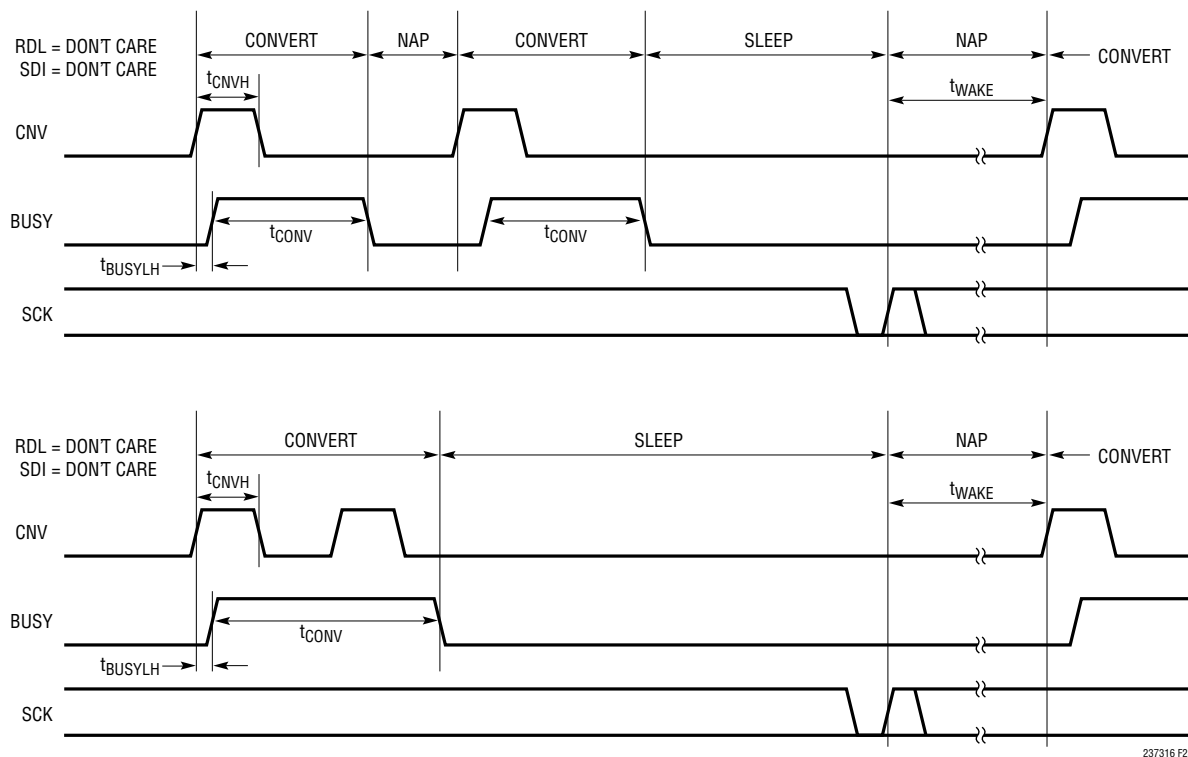 RDL = DON'T CARE
SDI = DON'T CARE
CONVERT
NAP
CONVERT
SLEEP
NAP
CONVERT
tCNVH
tWAKE
CNV
BUSY
tCONV
tCONV
tBUSYLH
SCK
RDL = DON'T CARE
SDI = DON'T CARE
CONVERT
SLEEP
NAP
CONVERT
tCNVH
tWAKE
CNV
BUSY
tCONV
tBUSYLH
SCK
237316 F2